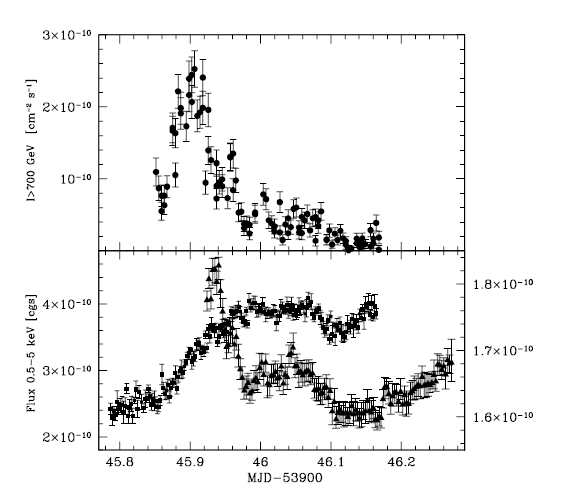 3×10⁻¹⁰
2×10⁻¹⁰
10⁻¹⁰
I>700 GeV [cm⁻² s⁻¹]
4×10⁻¹⁰
3×10⁻¹⁰
2×10⁻¹⁰
Flux 0.5-5 keV [cgs]
1.8×10⁻¹⁰
1.7×10⁻¹⁰
1.6×10⁻¹⁰
45.8 45.9 46 46.1 46.2
MJD-53900